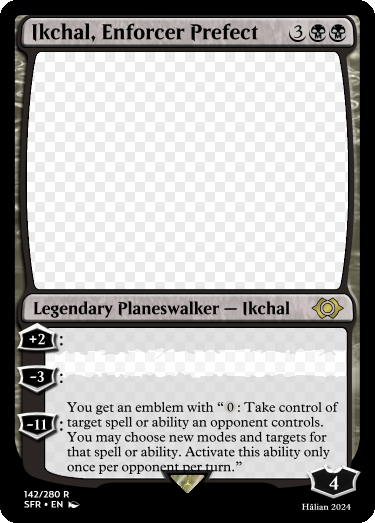 Ikchal, Enforcer Prefect 3
Legendary Planeswalker — Ikchal
+2:
-3:
-11:
You get an emblem with “0: Take control of
target spell or ability an opponent controls.
You may choose new modes and targets for
that spell or ability. Activate this ability only
once per opponent per turn.”
4
142/280 R
SFR • EN
Hālian 2024